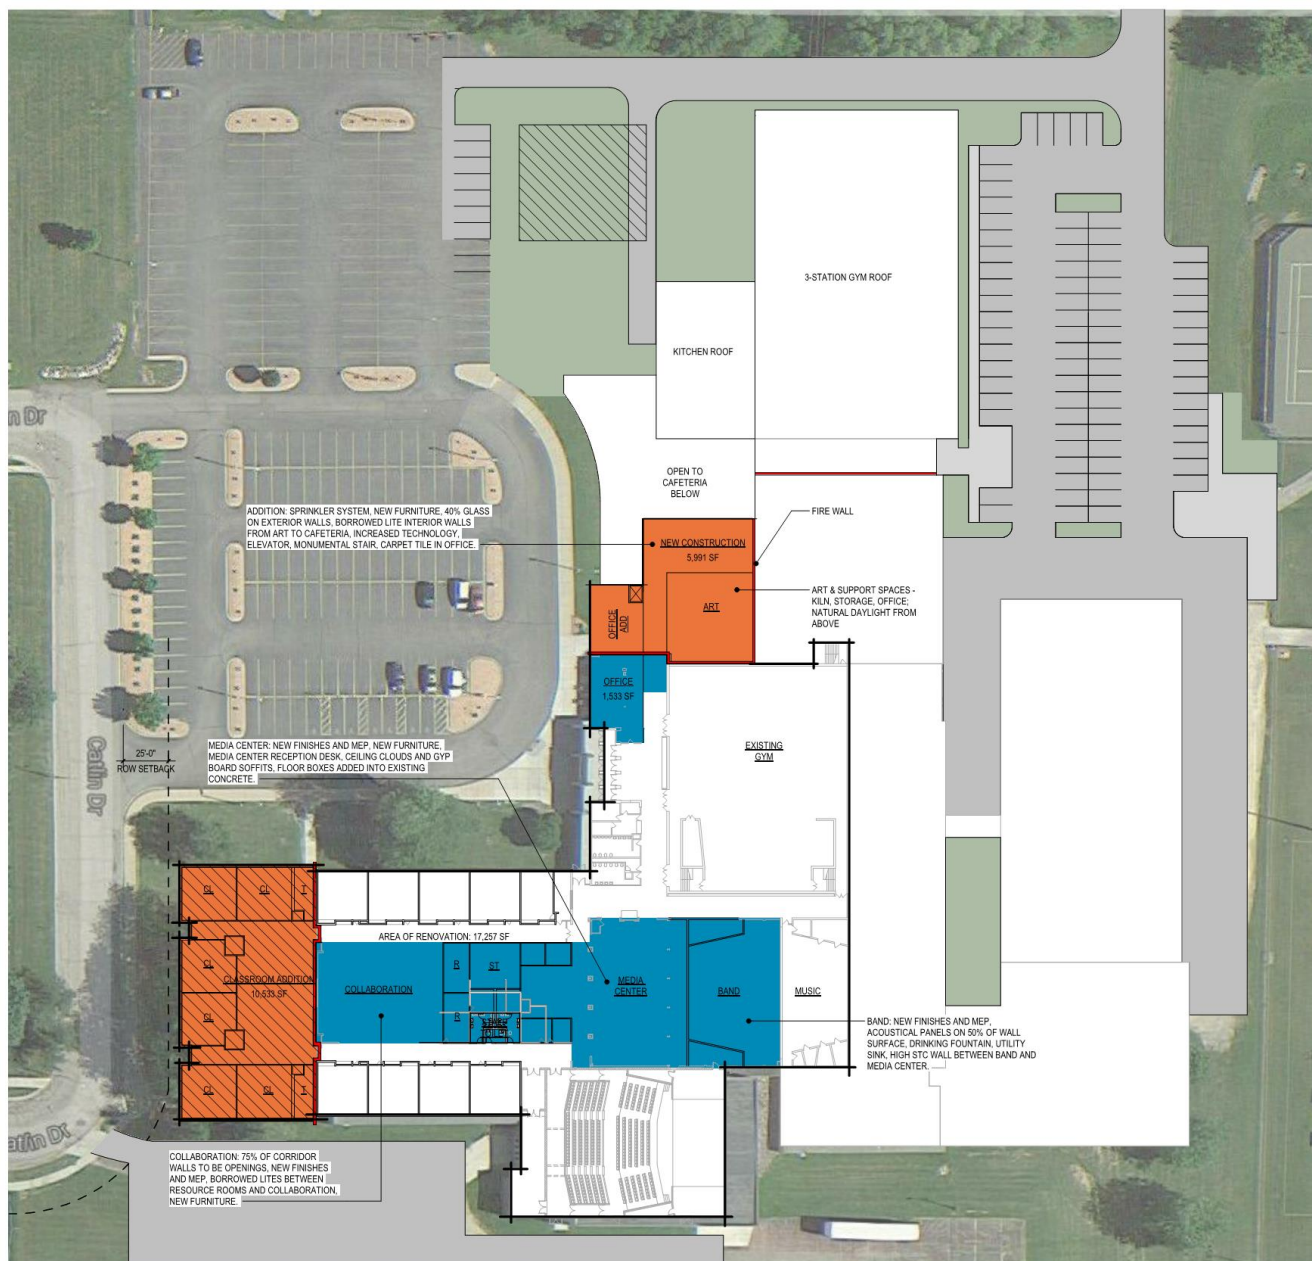 3-STATION GYM ROOF
KITCHEN ROOF
n Dr
OPEN TO
CAFETERIA
BELOW
ADDITION: SPRINKLER SYSTEM, NEW FURNITURE, 40% GLASS
ON EXTERIOR WALLS, BORROWED LITE INTERIOR WALLS
FROM ART TO CAFETERIA, INCREASED TECHNOLOGY,
ELEVATOR, MONUMENTAL STAIR, CARPET TILE IN OFFICE.
FIRE WALL
NEW CONSTRUCTION
5,991 SF
ART & SUPPORT SPACES -
KILN, STORAGE, OFFICE;
NATURAL DAYLIGHT FROM
ABOVE
ART
OFFICE
ADD
OFFICE
1,533 SF
EXISTING
GYM
25'-0"
ROW SETBACK
MEDIA CENTER: NEW FINISHES AND MEP, NEW FURNITURE,
MEDIA CENTER RECEPTION DESK, CEILING CLOUDS AND GYP
BOARD SOFFITS, FLOOR BOXES ADDED INTO EXISTING
CONCRETE.
Catlin Dr
CL
CL
T
AREA OF RENOVATION: 17,257 SF
CL
CLASSROOM ADDITION
10,533 SF
CL
CL
CL
T
COLLABORATION
R
ST
R
MEDIA
CENTER
BAND
MUSIC
BAND: NEW FINISHES AND MEP,
ACOUSTICAL PANELS ON 50% OF WALL
SURFACE, DRINKING FOUNTAIN, UTILITY
SINK, HIGH STC WALL BETWEEN BAND AND
MEDIA CENTER.
atlin Dr
COLLABORATION: 75% OF CORRIDOR
WALLS TO BE OPENINGS, NEW FINISHES
AND MEP, BORROWED LITES BETWEEN
RESOURCE ROOMS AND COLLABORATION,
NEW FURNITURE.